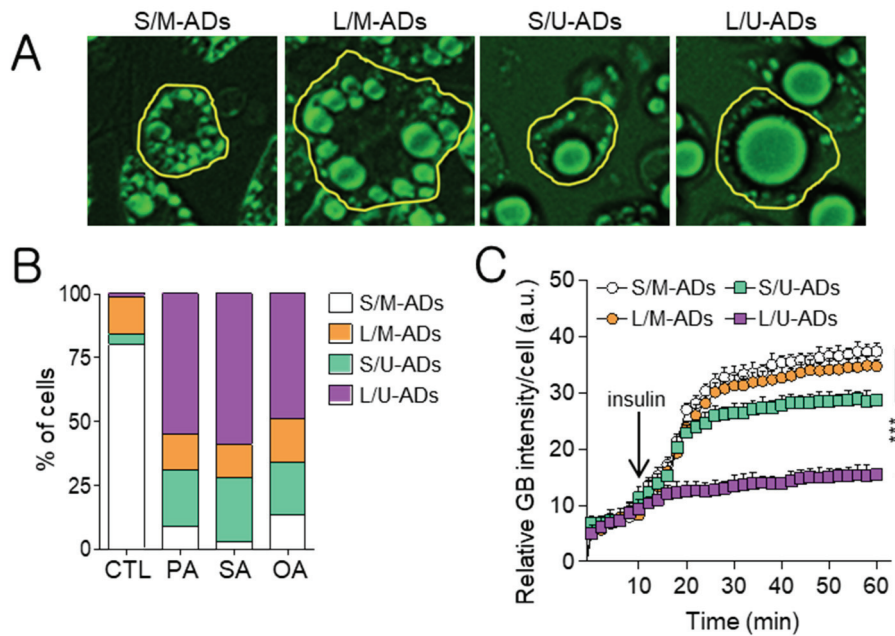 S/M-ADs L/M-ADs S/U-ADs L/U-ADs
A
B
% of cells
100
75
50
25
0
CTL PA SA OA
S/M-ADs
L/M-ADs
S/U-ADs
L/U-ADs
C
Relative GB intensity/cell (a.u.)
50
40
30
20
10
0
S/M-ADs S/U-ADs
L/M-ADs L/U-ADs
insulin
***
10 20 30 40 50 60
Time (min)